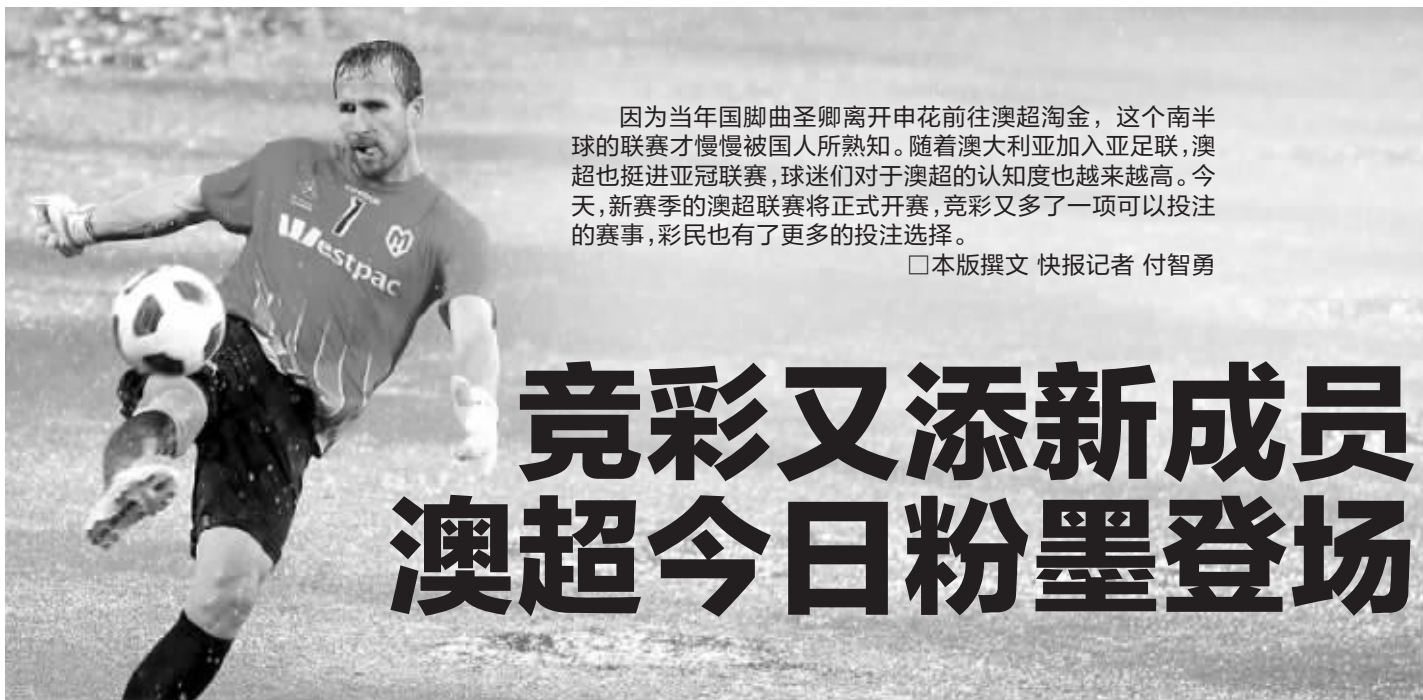 因为当年国脚曲圣卿离开申花前往澳超淘金，这个南半
球的联赛才慢慢被国人所熟知。随着澳大利亚加入亚足联，澳
超也挺进亚冠联赛，球迷们对于澳超的认知度也越来越高。今
天，新赛季的澳超联赛将正式开赛，竞彩又多了一项可以投注
的赛事，彩民也有了更多的投注选择。
□本版撰文 快报记者 付智勇
1
Westpac
竞彩又添新成员
澳超今日粉墨登场